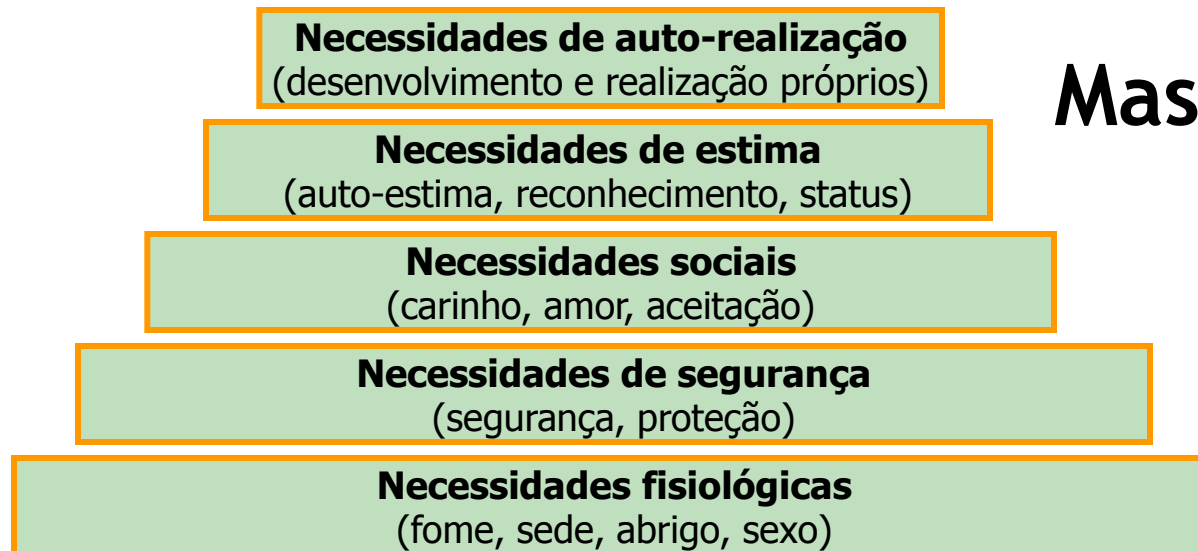 Necessidades de auto-realização
(desenvolvimento e realização próprios)
Mas
Necessidades de estima
(auto-estima, reconhecimento, status)
Necessidades sociais
(carinho, amor, aceitação)
Necessidades de segurança
(segurança, proteção)
Necessidades fisiológicas
(fome, sede, abrigo, sexo)